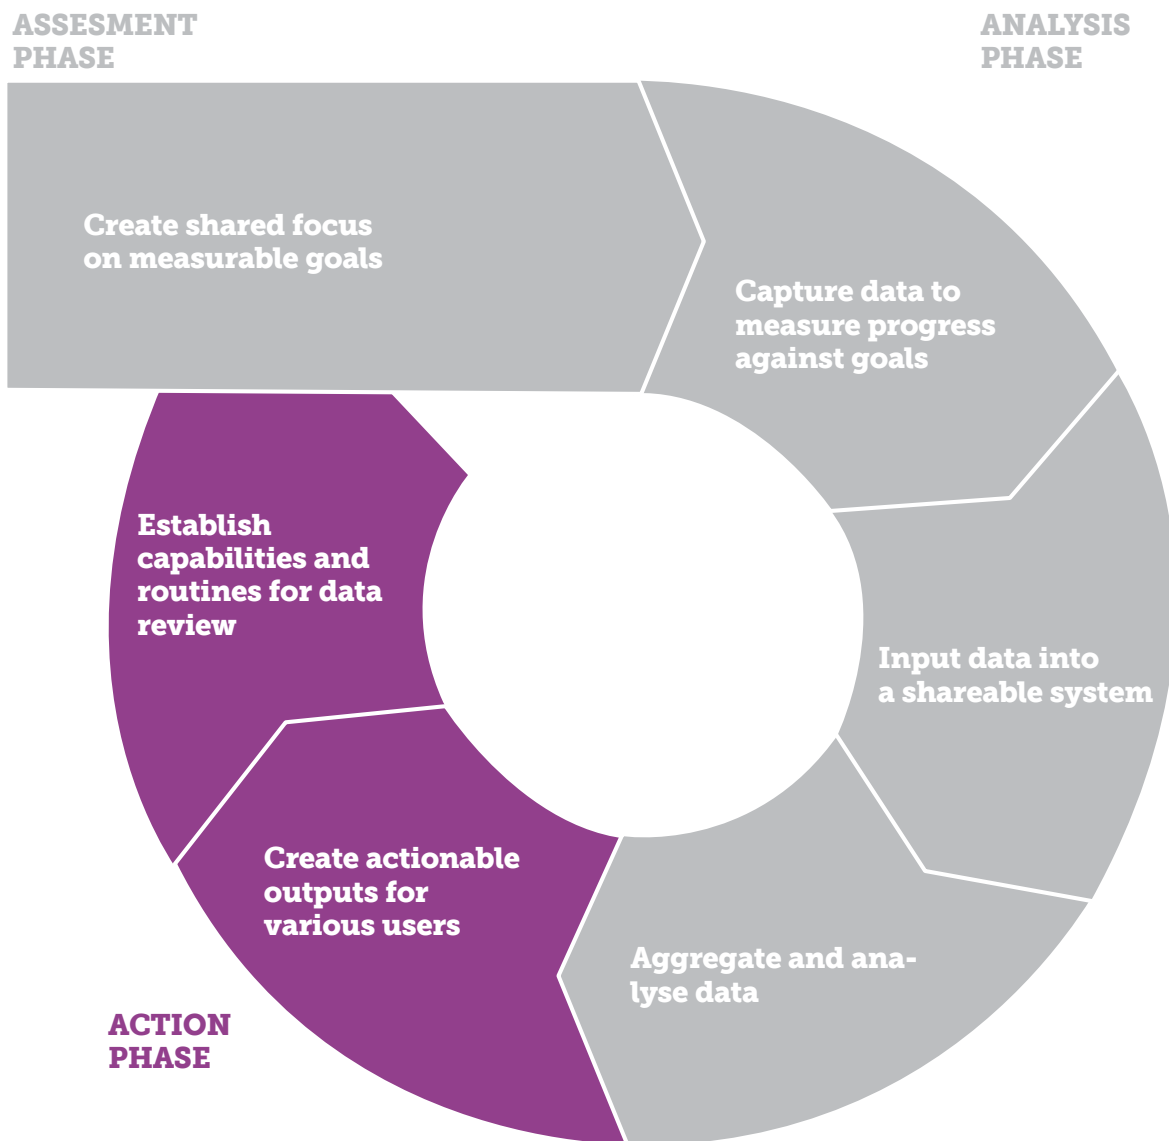 ASSESMENT
PHASE
ANALYSIS
PHASE
Create shared focus
on measurable goals
Capture data to
measure progress
against goals
Input data into
a shareable system
Aggregate and ana-
lyse data
Create actionable
outputs for
various users
Establish
capabilities and
routines for data
review
ACTION
PHASE